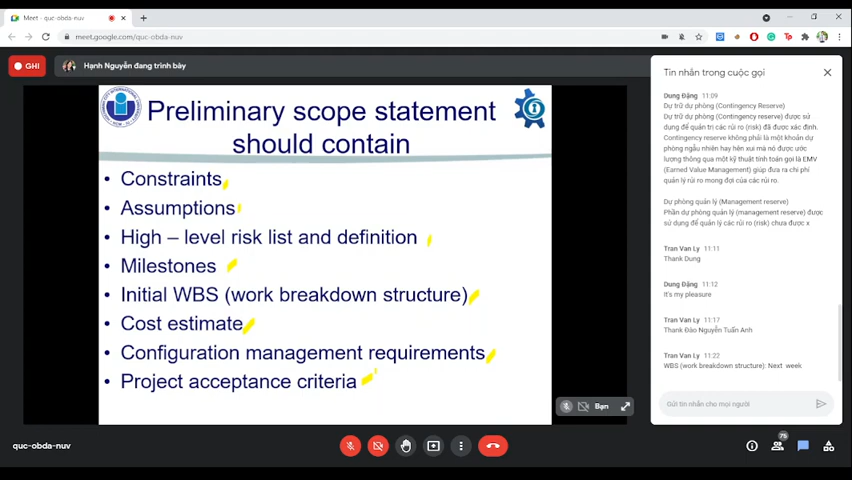 Meet - quc-obda-nuv
meet.google.com/quc-obda-nuv
GHI
Hạnh Nguyễn đang trình bày
Preliminary scope statement
should contain
• Constraints
• Assumptions
• High – level risk list and definition
• Milestones
• Initial WBS (work breakdown structure)
• Cost estimate
• Configuration management requirements
• Project acceptance criteria
Bạn
Tin nhắn trong cuộc gọi
Dung Đặng 11:09
Dự trữ dự phòng (Contingency Reserve)
Dự trữ dự phòng (contingency reserve) được sử
dụng để quản trị các rủi ro (risk) đã được xác định.
Contingency reserve không phải là một khoản dự
phòng ngẫu nhiên hay hên xui mà nó được ước
lượng thông qua một kỹ thuật tính toán gọi là EMV
(Earned Value Management) giúp đưa ra chi phí
quản lý rủi ro mong đợi của các rủi ro.
Dự phòng quản lý (Management reserve)
Phần dự phòng quản lý (management reserve) được
sử dụng để quản lý các rủi ro (risk) chưa được x
Tran Van Ly 11:11
Thank Dung
Dung Đặng 11:12
It's my pleasure
Tran Van Ly 11:17
Thank Đào Nguyễn Tuấn Anh
Tran Van Ly 11:22
WBS (work breakdown structure): Next week
Gửi tin nhắn cho mọi người
quc-obda-nuv
75